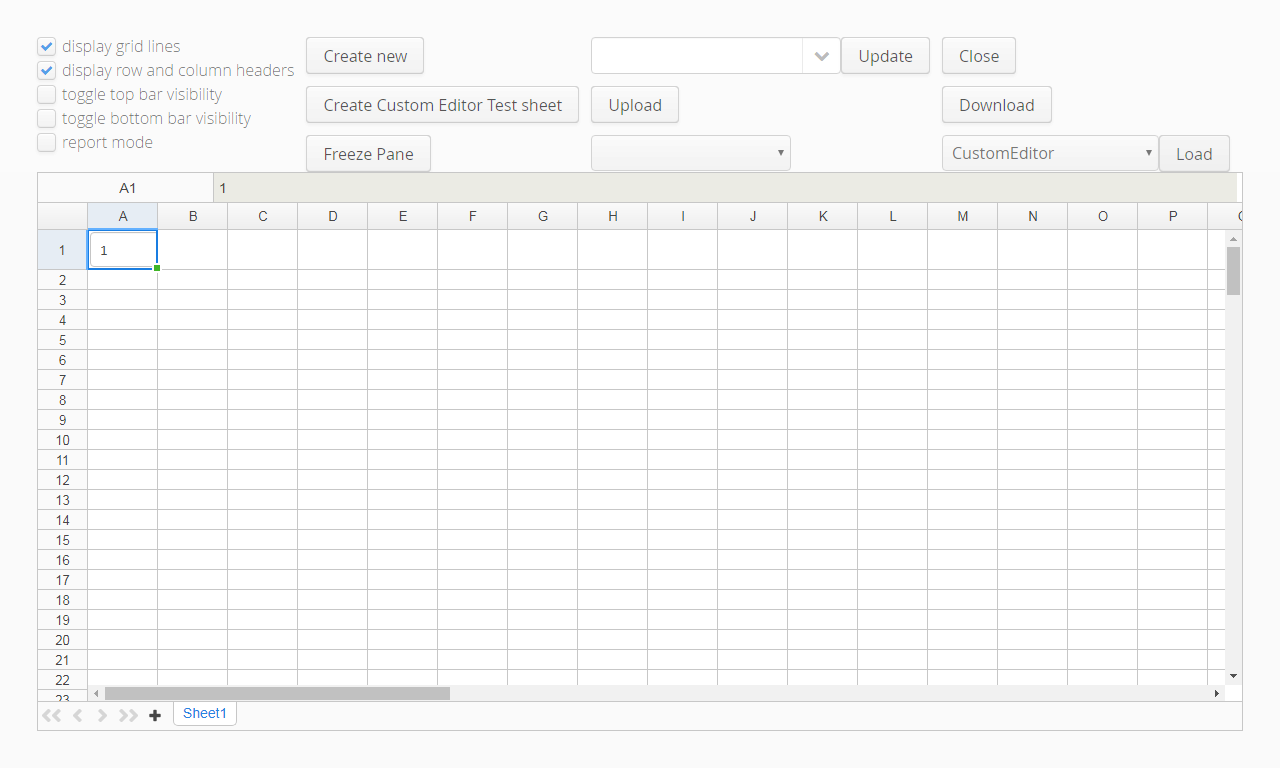 display grid lines
display row and column headers
toggle top bar visibility
toggle bottom bar visibility
report mode
Create new
Update
Close
Create Custom Editor Test sheet
Upload
Download
Freeze Pane
CustomEditor
Load
A1
1
A B C D E F G H I J K L M N O P
1
1
2
3
4
5
6
7
8
9
10
11
12
13
14
15
16
17
18
19
20
21
22
23
Sheet1